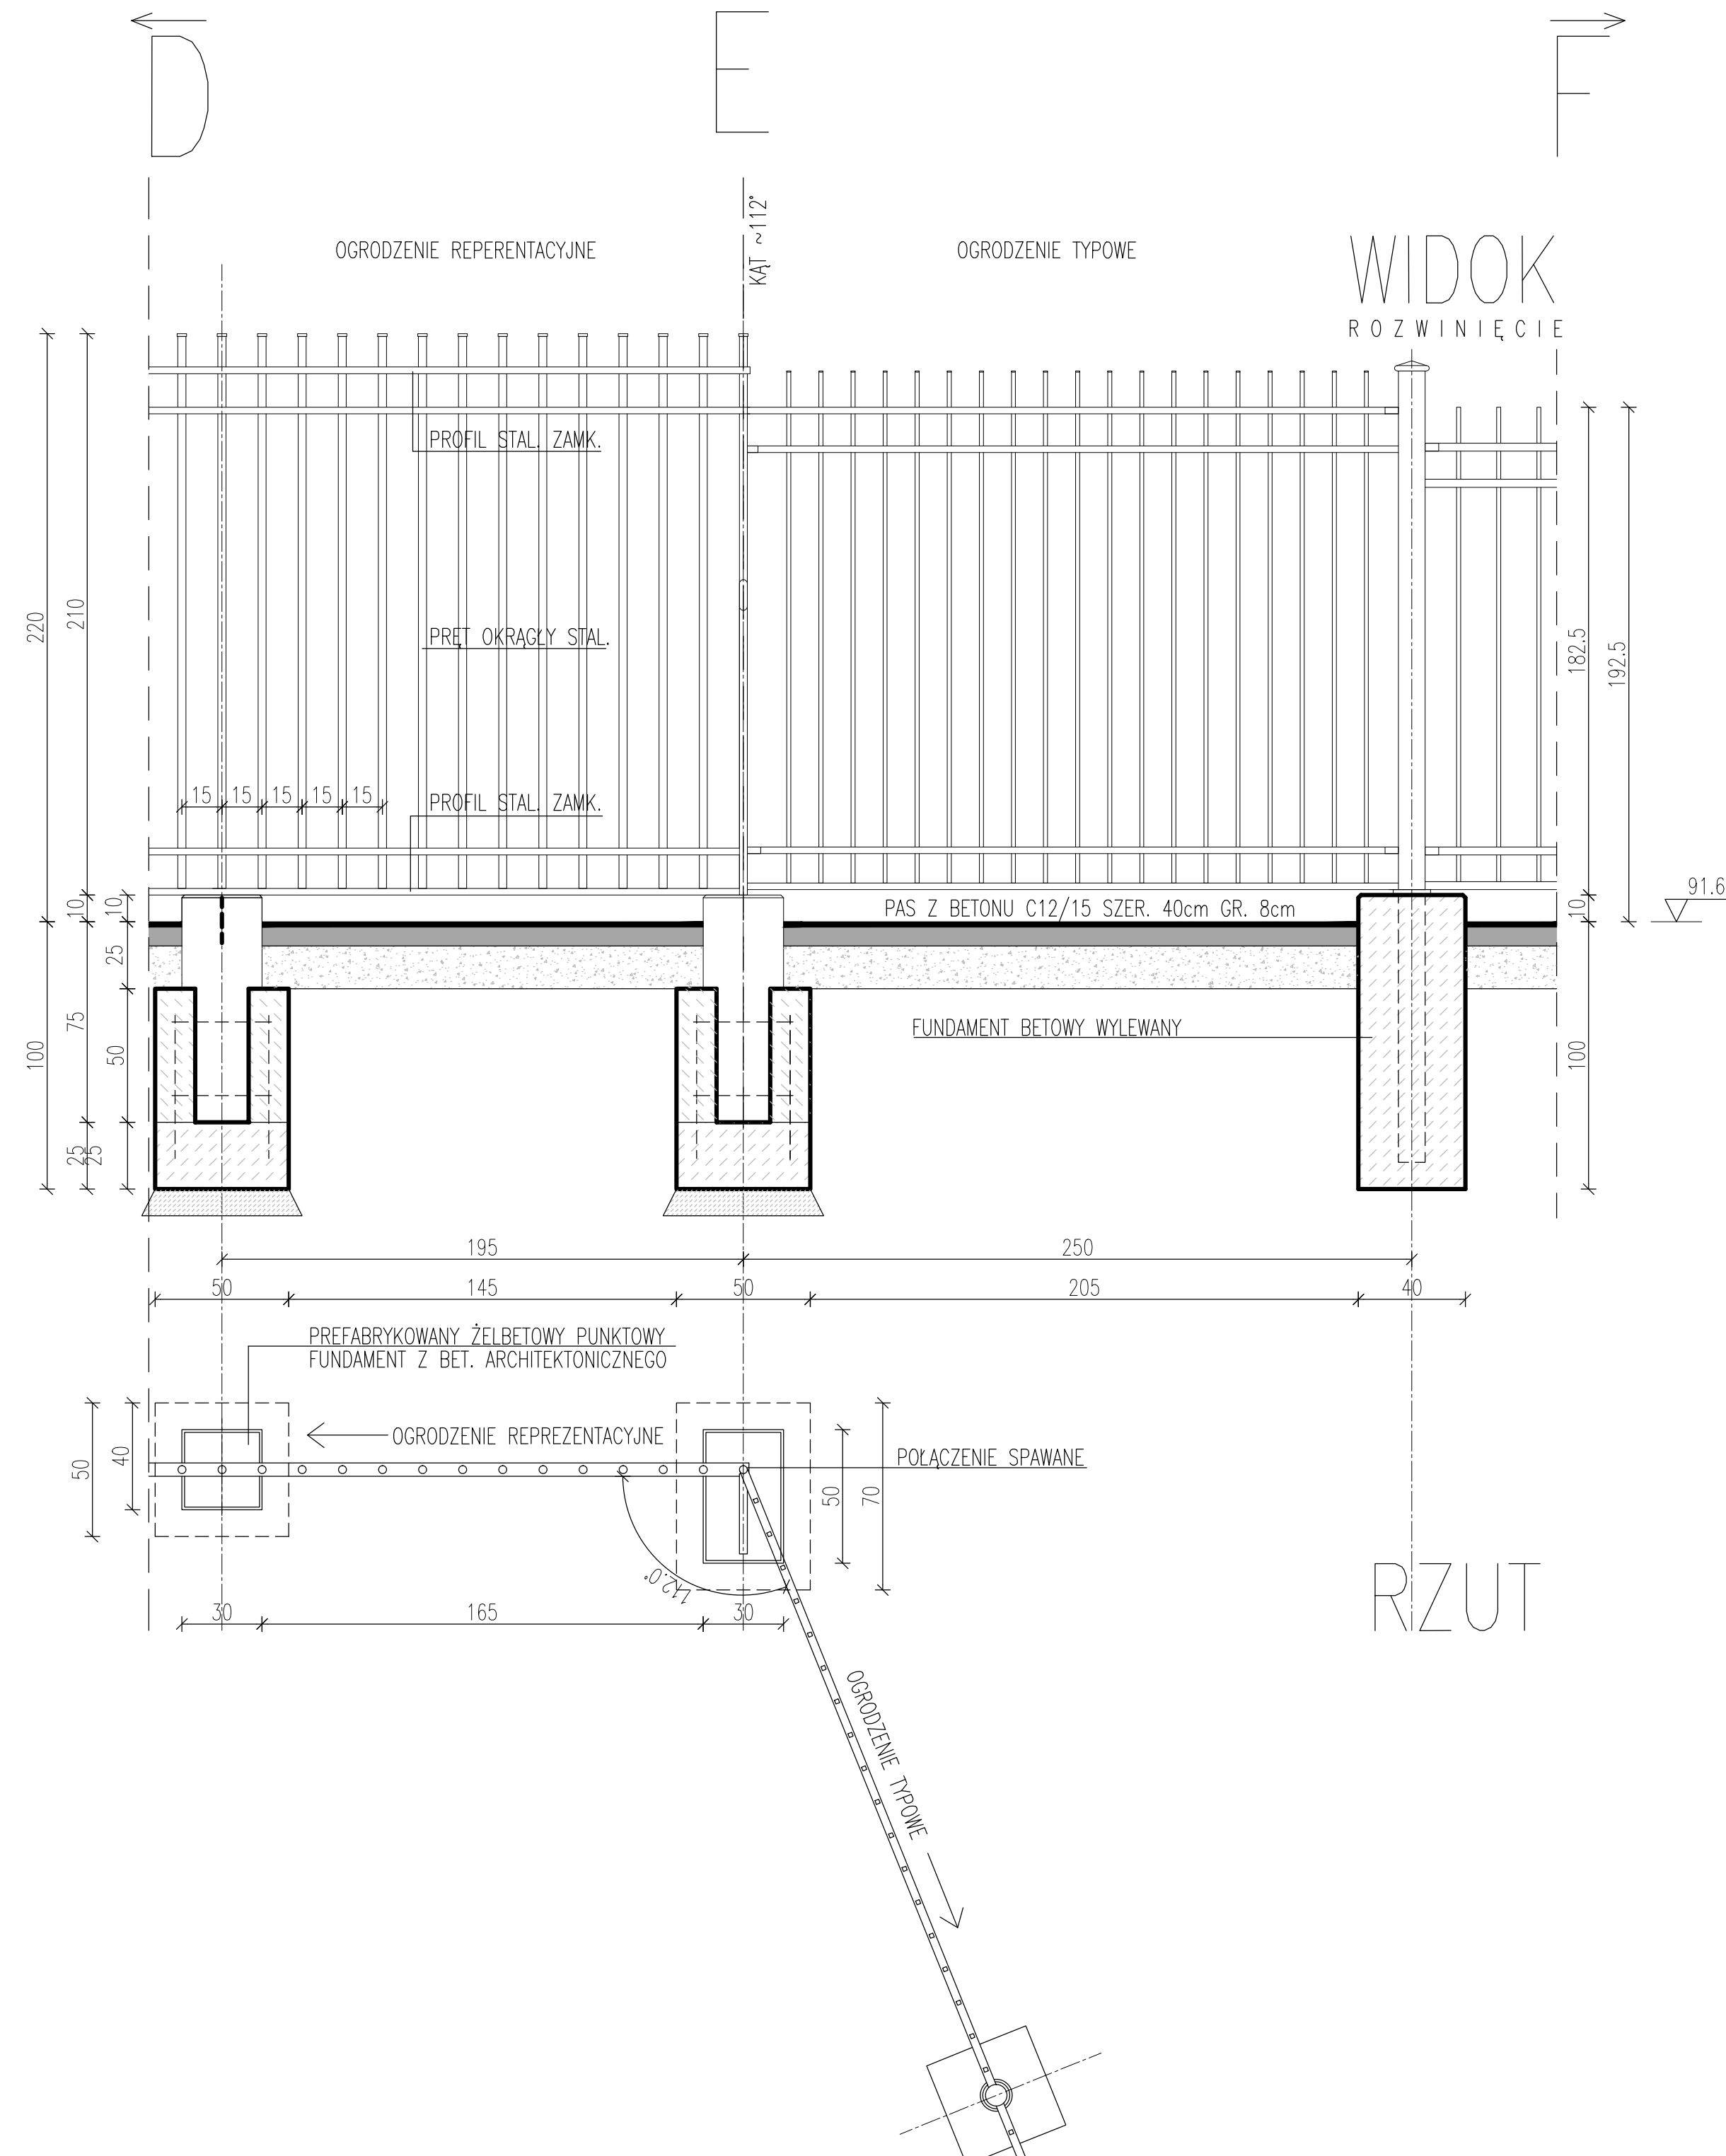 D
E
F
KĄT ~112°
OGRODZENIE REPERENTACYJNE
OGRODZENIE TYPOWE
WIDOK
ROZWINIĘCIE
PROFIL STAL. ZAMK.
220
210
PRĘT OKRĄGŁY STAL.
182.5
192.5
15 15 15 15 15
PROFIL STAL. ZAMK.
91.6
10
10
PAS Z BETONU C12/15 SZER. 40cm GR. 8cm
10
25
75
50
100
FUNDAMENT BETOWY WYLEWANY
100
25
25
195
250
50
145
50
205
40
PREFABRYKOWANY ŻELBETOWY PUNKTOWY
FUNDAMENT Z BET. ARCHITEKTONICZNEGO
50
40
OGRODZENIE REPREZENTACYJNE
POŁĄCZENIE SPAWANE
50
70
112.0°
30
165
30
RZUT
OGRODZENIE TYPOWE